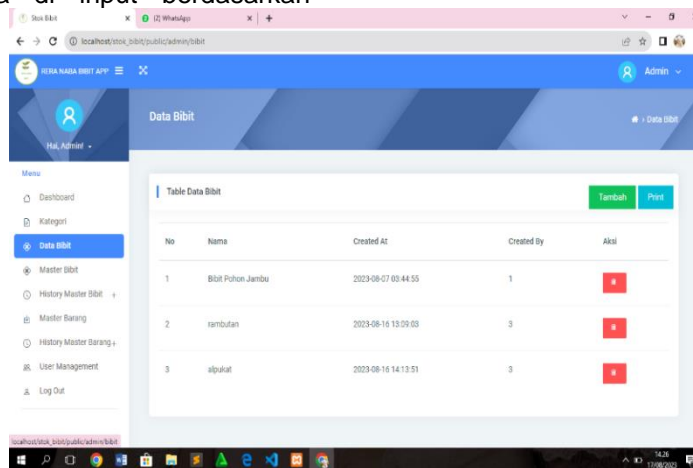 di input berdasarkan
Stok Bibit
(2) WhatsApp
localhost/stok_bibit/public/admin/bibit
RERA NABA BIBIT APP
Admin
Hai, Admin!
Data Bibit
Data Bibit
Menu
Dashboard
Kategori
Data Bibit
Master Bibit
History Master Bibit +
Master Barang
History Master Barang +
User Management
Log Out
Table Data Bibit
Tambah Print
No Nama Created At Created By Aksi
1 Bibit Pohon Jambu 2023-08-07 03:44:55 1
2 rambutan 2023-08-16 13:09:03 3
3 alpukat 2023-08-16 14:13:51 3
localhost/stok_bibit/public/admin/bibit
14.26
17/08/2023